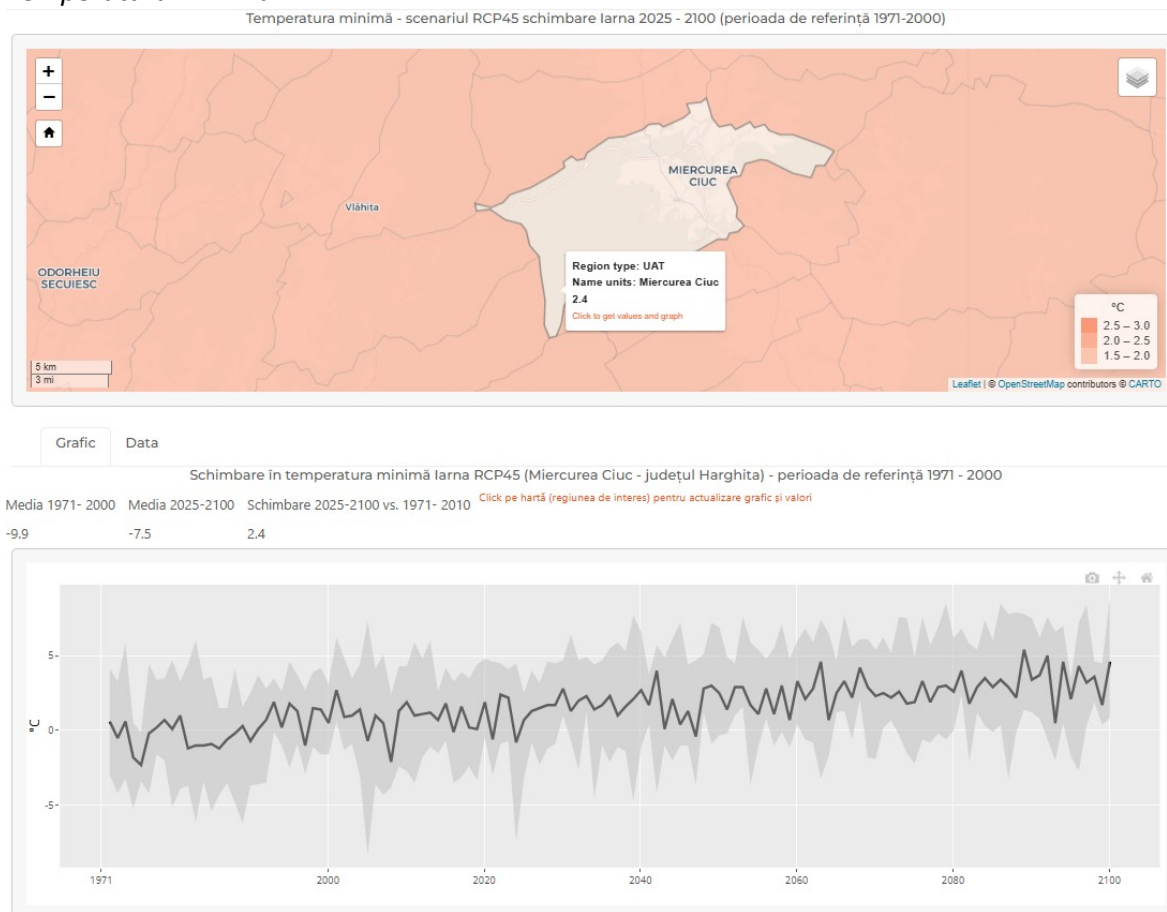 Temperatura minimă - scenariul RCP45 schimbare Iarna 2025 - 2100 (perioada de referință 1971-2000)
+
−
MIERCUREA
CIUC
Vlăhița
ODORHEIU
SECUIESC
Region type: UAT
Name units: Miercurea Ciuc
2.4
Click to get values and graph
°C
2.5 – 3.0
2.0 – 2.5
1.5 – 2.0
5 km
3 mi
Leaflet | © OpenStreetMap contributors © CARTO
Grafic Data
Schimbare în temperatura minimă Iarna RCP45 (Miercurea Ciuc - județul Harghita) - perioada de referință 1971 - 2000
Media 1971- 2000 Media 2025-2100 Schimbare 2025-2100 vs. 1971- 2010 Click pe hartă (regiunea de interes) pentru actualizare grafic și valori
-9.9 -7.5 2.4
5
°C
0
-5
1971 2000 2020 2040 2060 2080 2100